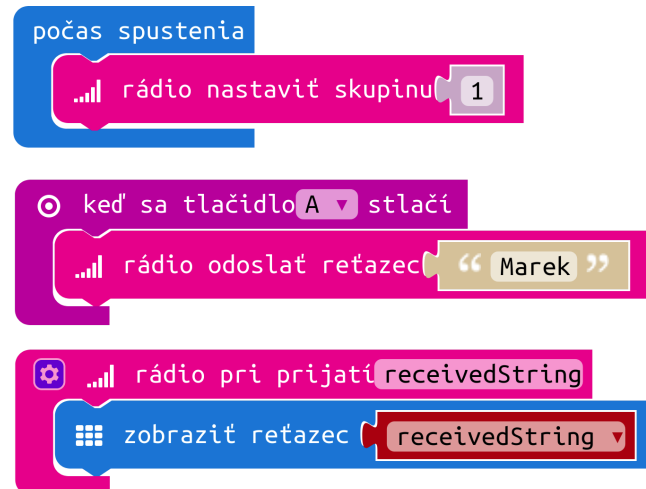 počas spustenia
rádio nastaviť skupinu 1
keď sa tlačidlo A ▼ stlačí
rádio odoslať reťazec “ Marek ”
rádio pri prijatí receivedString
zobraziť reťazec receivedString ▼